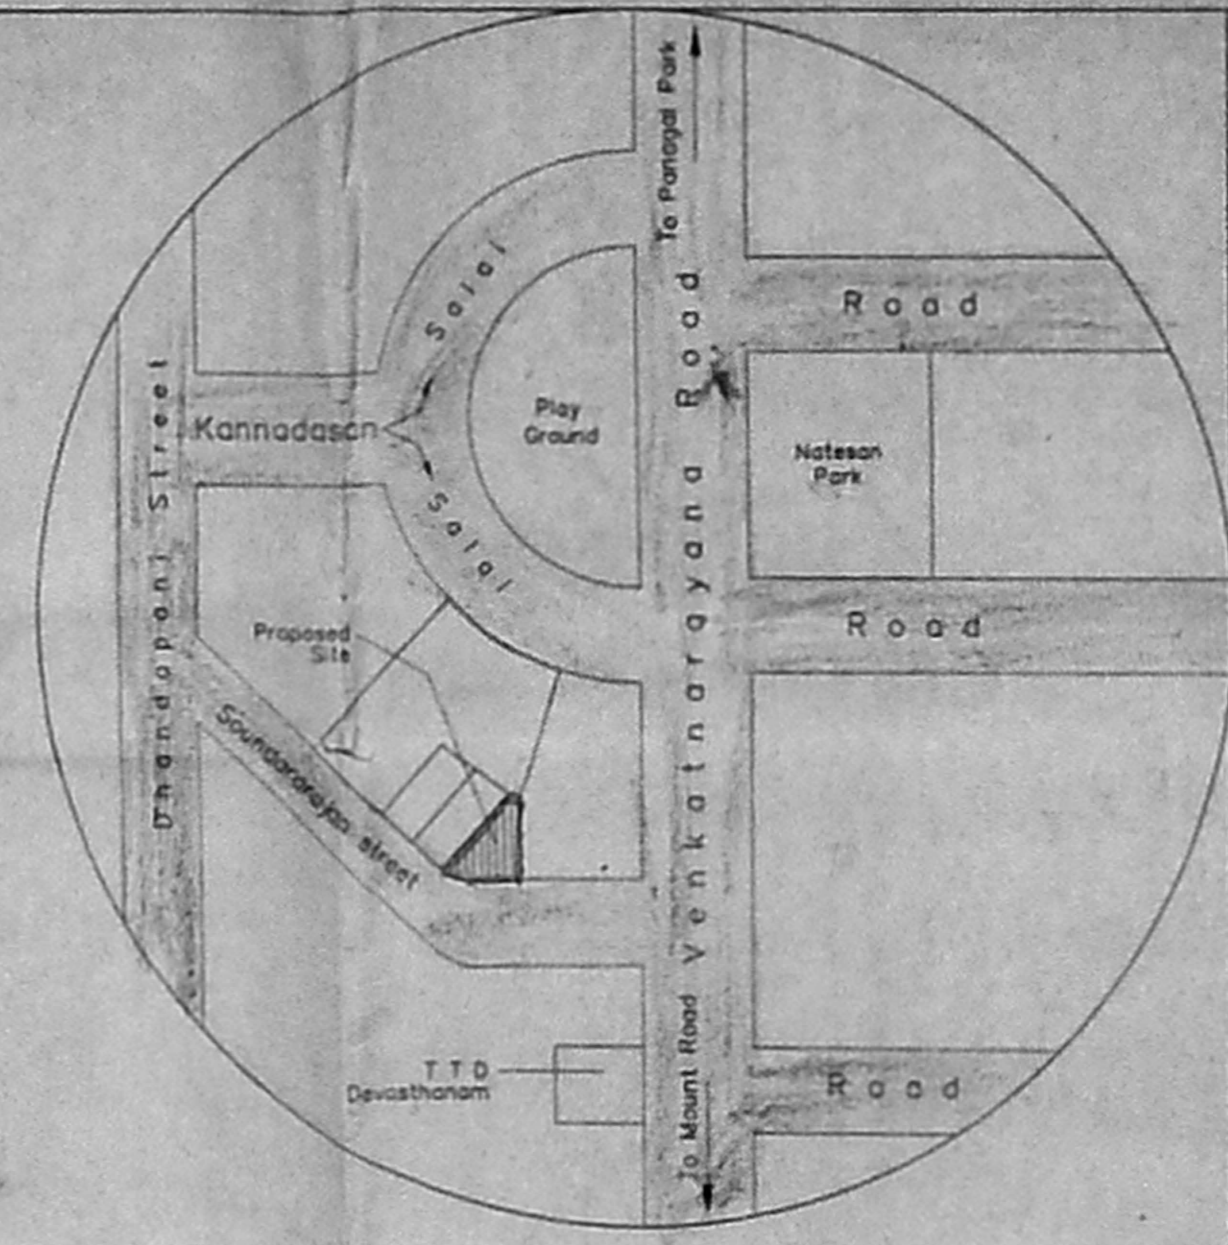 To Panagal Park
Salai
Road
Kannadasan
Play
Ground
Natesan
Park
Salai
Dhandapani Street
Venkatnarayana Road
Road
Proposed
Site
Soundararajan street
T T D
Devasthanam
To Mount Road
Road